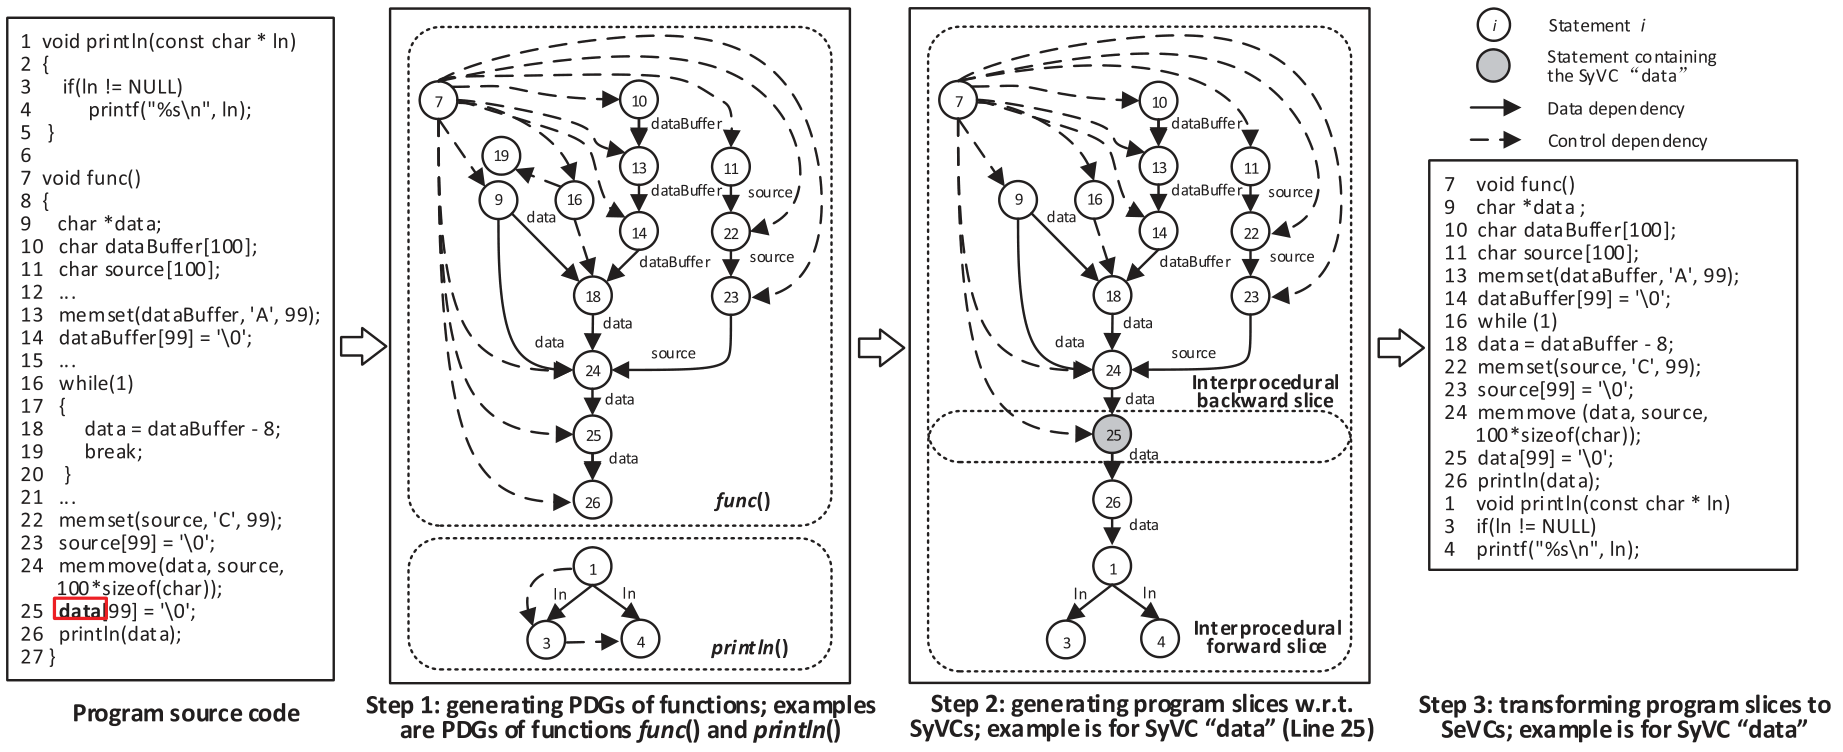 1 void println(const char * ln)
2 {
3 if(ln != NULL)
4 printf("%s\n", ln);
5 }
6
7 void func()
8 {
9 char *data;
10 char dataBuffer[100];
11 char source[100];
12 ...
13 memset(dataBuffer, 'A', 99);
14 dataBuffer[99] = '\0';
15 ...
16 while(1)
17 {
18 data = dataBuffer - 8;
19 break;
20 }
21 ...
22 memset(source, 'C', 99);
23 source[99] = '\0';
24 memmove(data, source,
100*sizeof(char));
25 data[99] = '\0';
26 println(data);
27 }
Program source code
7
10
dataBuffer
19
13
11
dataBuffer
source
9
data
16
14
22
dataBuffer
source
18
23
data
data
source
24
data
25
data
26
func()
1
ln
ln
3
4
println()
Step 1: generating PDGs of functions; examples
are PDGs of functions func() and println()
7
10
dataBuffer
13
11
dataBuffer
source
9
data
16
14
22
dataBuffer
source
18
23
data
data
source
24
Interprocedural
backward slice
data
25
data
26
data
1
ln
ln
3
4
Interprocedural
forward slice
Step 2: generating program slices w.r.t.
SyVCs; example is for SyVC “data” (Line 25)
i
Statement i
Statement containing
the SyVC “data”
Data dependency
Control dependency
7 void func()
9 char *data ;
10 char dataBuffer[100];
11 char source[100];
13 memset(dataBuffer, 'A', 99);
14 dataBuffer[99] = '\0';
16 while (1)
18 data = dataBuffer - 8;
22 memset(source, 'C', 99);
23 source[99] = '\0';
24 memmove (data, source,
100*sizeof(char));
25 data[99] = '\0';
26 println(data);
1 void println(const char * ln)
3 if(ln != NULL)
4 printf("%s\n", ln);
Step 3: transforming program slices to
SeVCs; example is for SyVC “data”